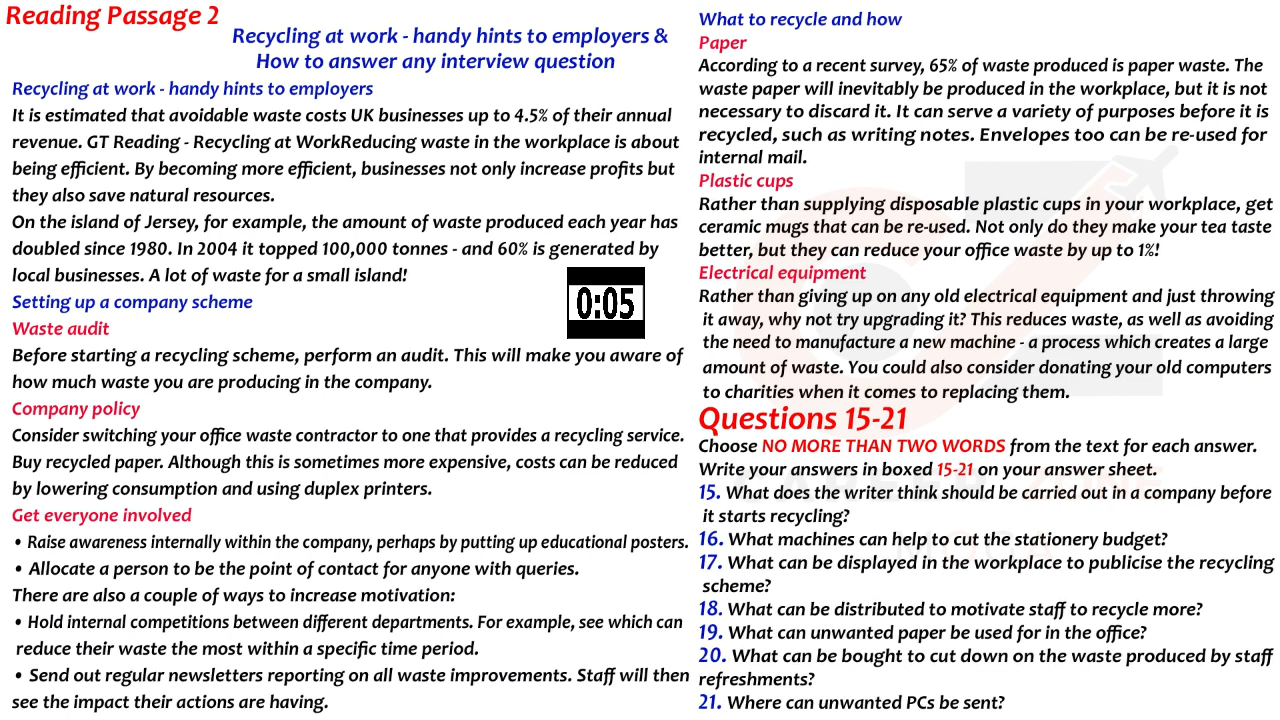 Reading Passage 2
Recycling at work - handy hints to employers &
How to answer any interview question
Recycling at work - handy hints to employers
It is estimated that avoidable waste costs UK businesses up to 4.5% of their annual
revenue. GT Reading - Recycling at WorkReducing waste in the workplace is about
being efficient. By becoming more efficient, businesses not only increase profits but
they also save natural resources.
On the island of Jersey, for example, the amount of waste produced each year has
doubled since 1980. In 2004 it topped 100,000 tonnes - and 60% is generated by
local businesses. A lot of waste for a small island!
0:05
Setting up a company scheme
Waste audit
Before starting a recycling scheme, perform an audit. This will make you aware of
how much waste you are producing in the company.
Company policy
Consider switching your office waste contractor to one that provides a recycling service.
Buy recycled paper. Although this is sometimes more expensive, costs can be reduced
by lowering consumption and using duplex printers.
Get everyone involved
• Raise awareness internally within the company, perhaps by putting up educational posters.
• Allocate a person to be the point of contact for anyone with queries.
There are also a couple of ways to increase motivation:
• Hold internal competitions between different departments. For example, see which can
reduce their waste the most within a specific time period.
• Send out regular newsletters reporting on all waste improvements. Staff will then
see the impact their actions are having.
What to recycle and how
Paper
According to a recent survey, 65% of waste produced is paper waste. The
waste paper will inevitably be produced in the workplace, but it is not
necessary to discard it. It can serve a variety of purposes before it is
recycled, such as writing notes. Envelopes too can be re-used for
internal mail.
Plastic cups
Rather than supplying disposable plastic cups in your workplace, get
ceramic mugs that can be re-used. Not only do they make your tea taste
better, but they can reduce your office waste by up to 1%!
Electrical equipment
Rather than giving up on any old electrical equipment and just throwing
it away, why not try upgrading it? This reduces waste, as well as avoiding
the need to manufacture a new machine - a process which creates a large
amount of waste. You could also consider donating your old computers
to charities when it comes to replacing them.
Questions 15-21
Choose NO MORE THAN TWO WORDS from the text for each answer.
Write your answers in boxed 15-21 on your answer sheet.
15. What does the writer think should be carried out in a company before
it starts recycling?
16. What machines can help to cut the stationery budget?
17. What can be displayed in the workplace to publicise the recycling
scheme?
18. What can be distributed to motivate staff to recycle more?
19. What can unwanted paper be used for in the office?
20. What can be bought to cut down on the waste produced by staff
refreshments?
21. Where can unwanted PCs be sent?